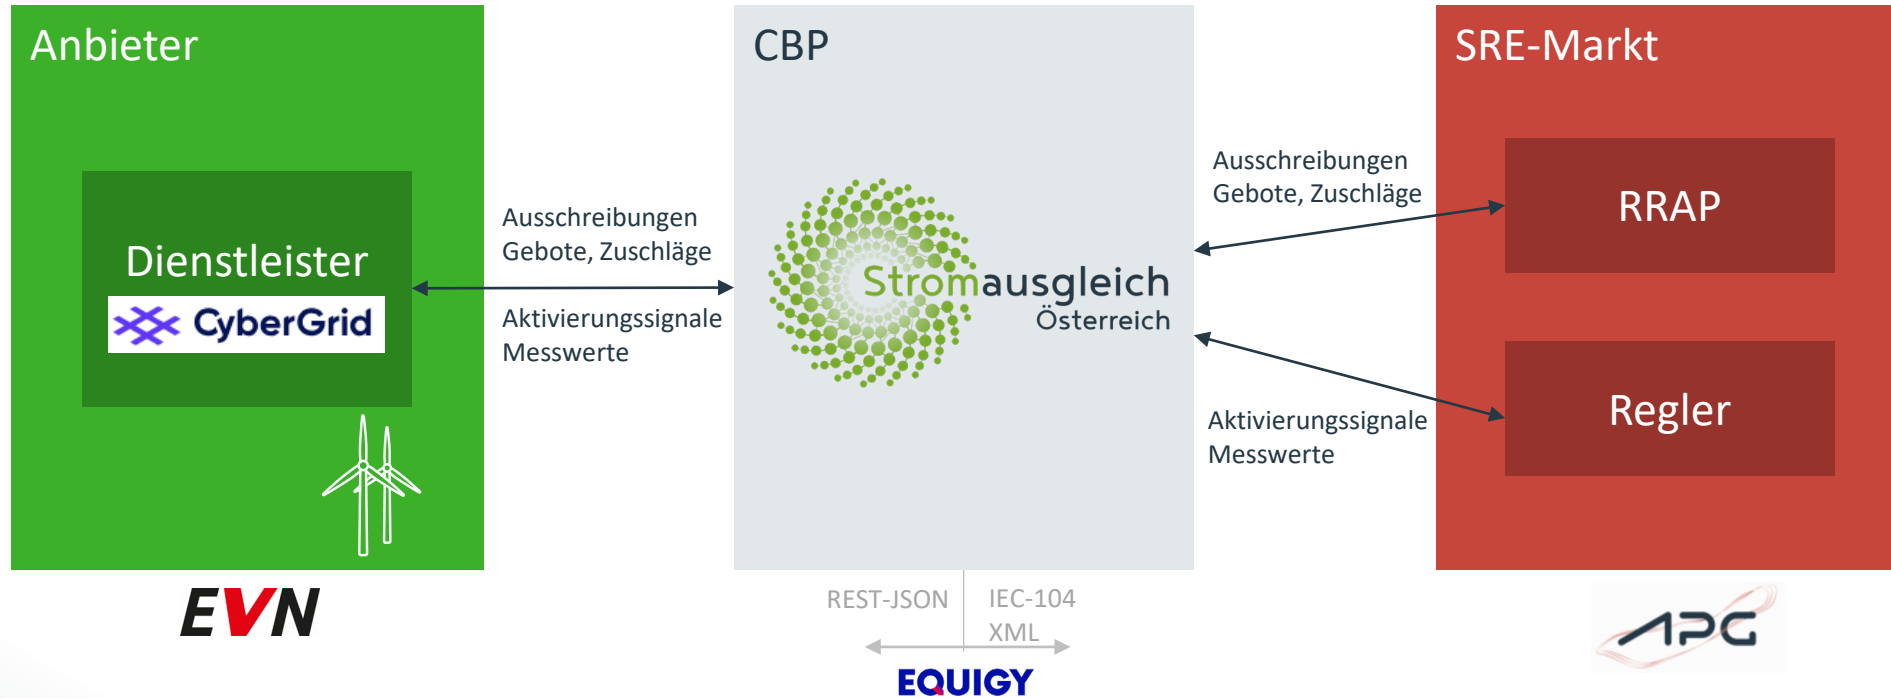 Anbieter
Dienstleister
CyberGrid
EVN
Ausschreibungen
Gebote, Zuschläge
Aktivierungssignale
Messwerte
CBP
Stromausgleich
Österreich
REST-JSON
IEC-104
XML
EQUIGY
Ausschreibungen
Gebote, Zuschläge
Aktivierungssignale
Messwerte
SRE-Markt
RRAP
Regler
APG